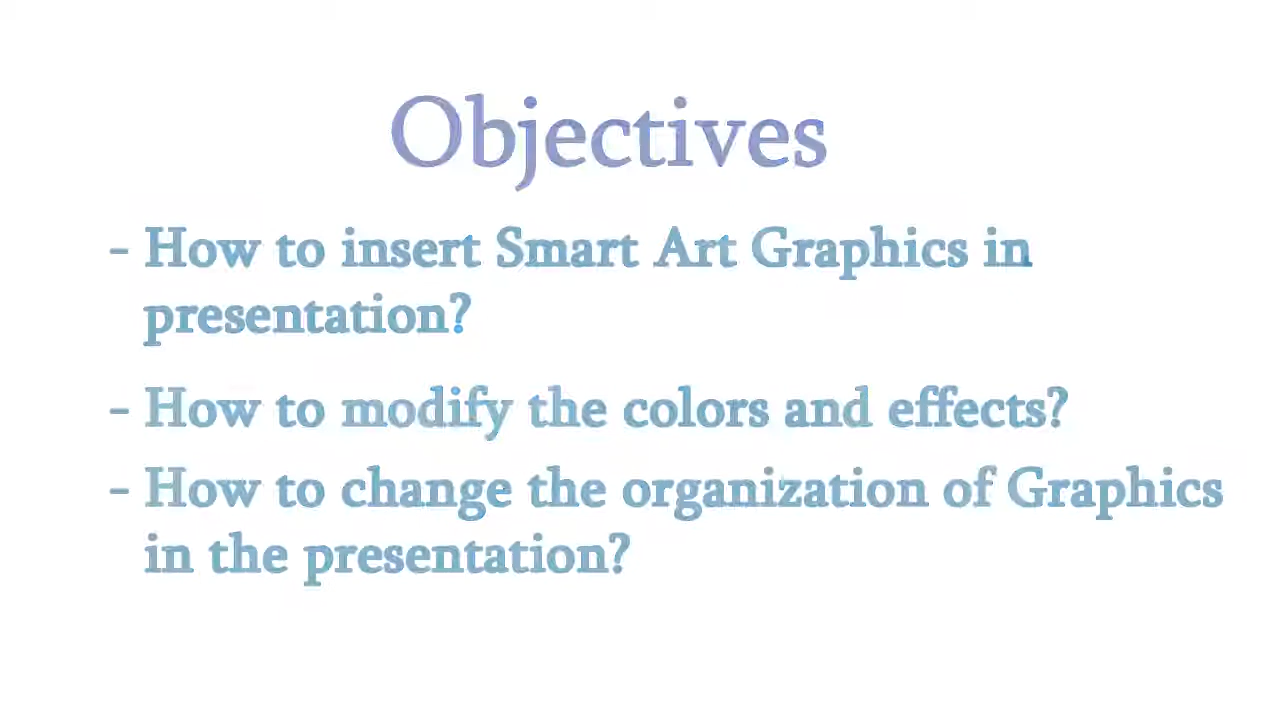 Objectives
- How to insert Smart Art Graphics in
presentation?
- How to modify the colors and effects?
- How to change the organization of Graphics
in the presentation?